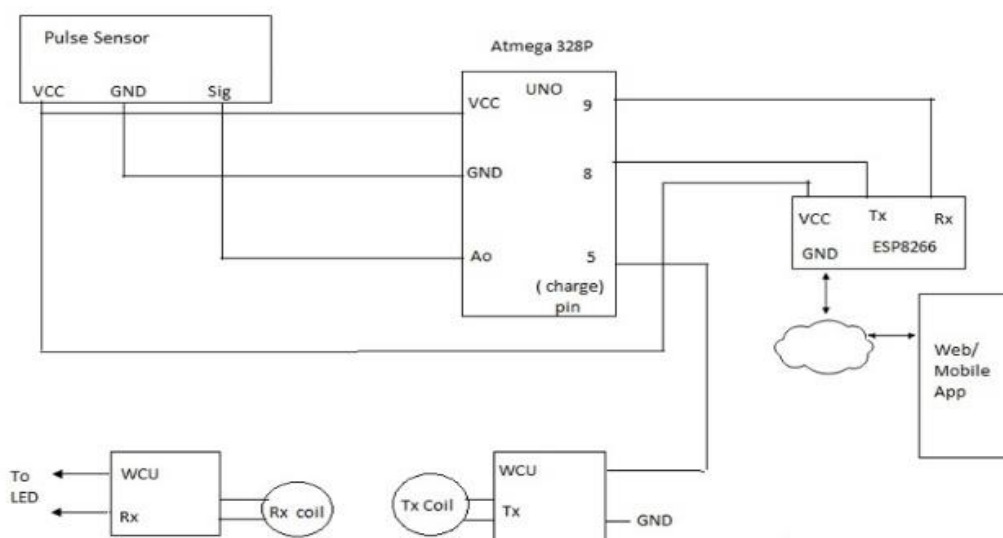 Pulse Sensor
VCC GND Sig
Atmega 328P
UNO
VCC 9
GND 8
Ao 5
( charge)
pin
VCC Tx Rx
ESP8266
GND
Web/
Mobile
App
To
LED
WCU
Rx
Rx coil
Tx Coil
WCU
Tx
GND